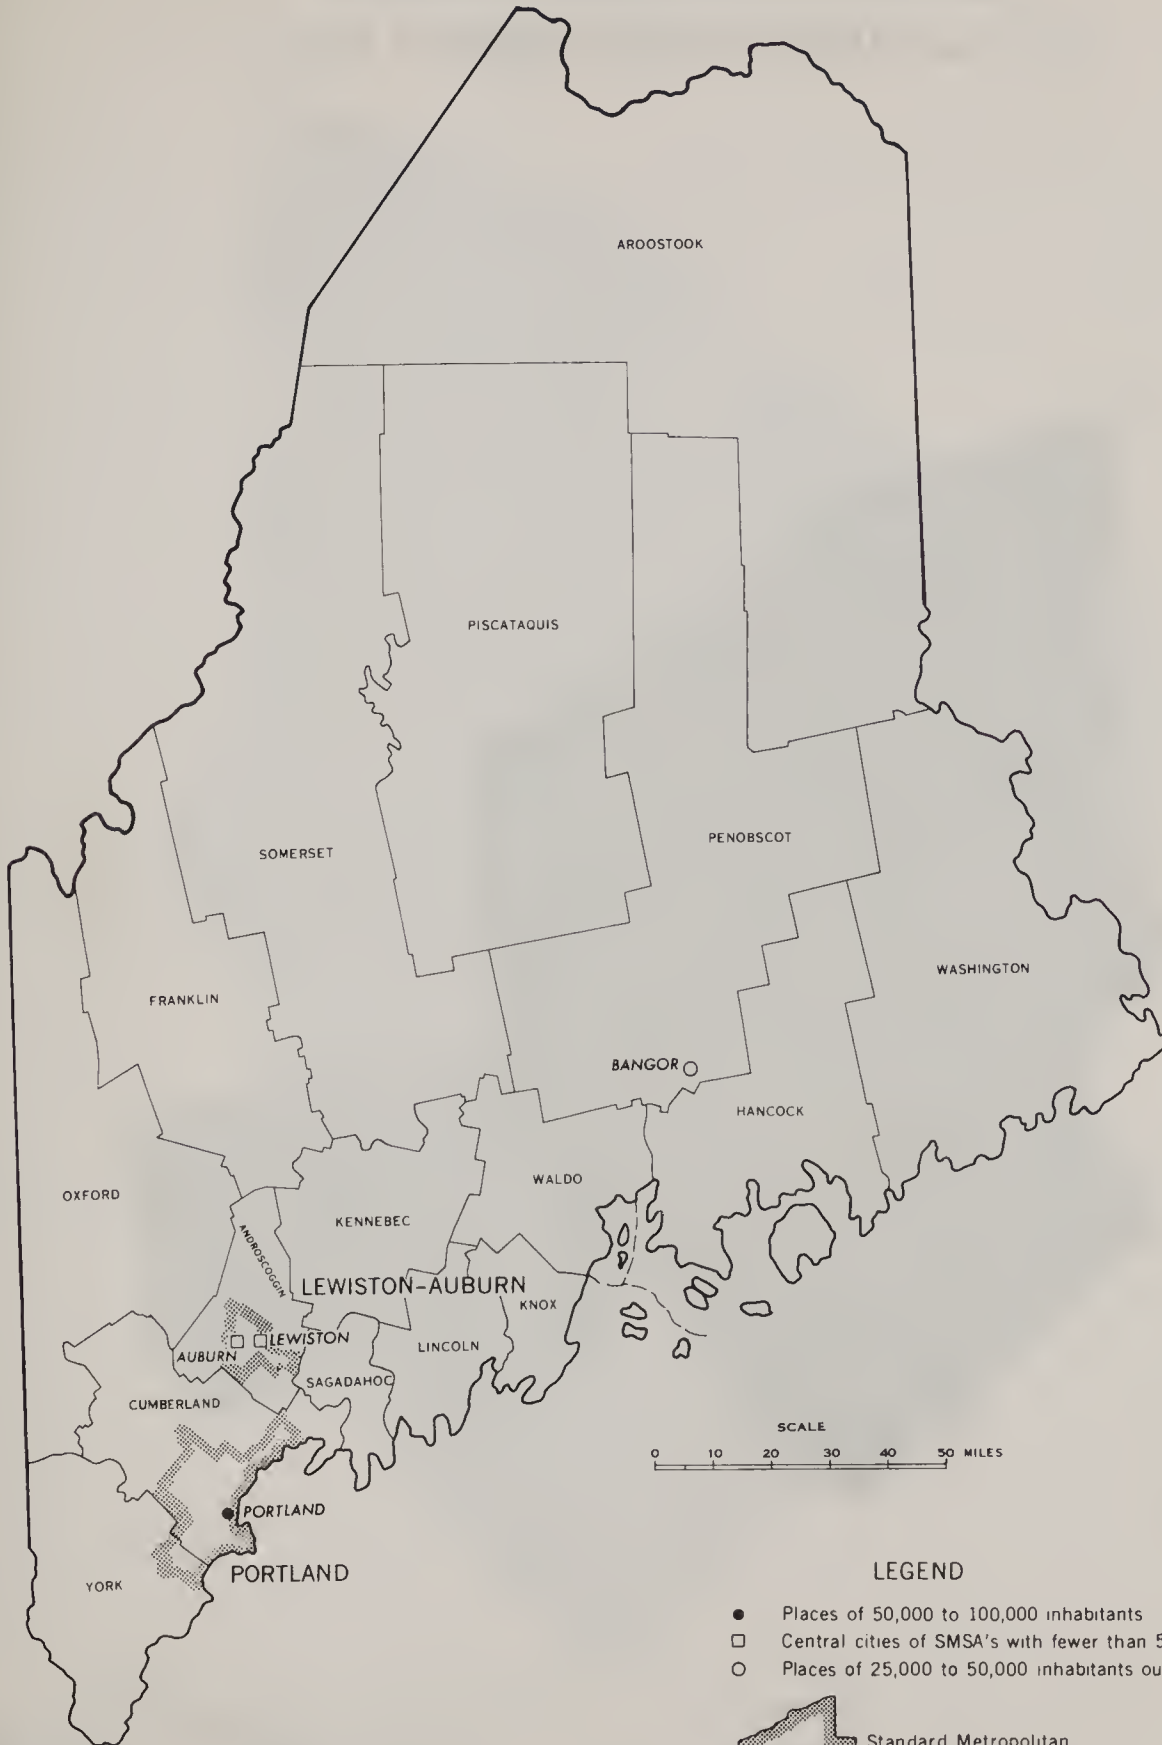 AROOSTOOK
PISCATAQUIS
PENOBSCOT
SOMERSET
WASHINGTON
FRANKLIN
BANGOR
HANCOCK
WALDO
OXFORD
KENNEBEC
ANDROSCOGGIN
LEWISTON-AUBURN
KNOX
LEWISTON
AUBURN
LINCOLN
SAGADAHOC
CUMBERLAND
SCALE
0 10 20 30 40 50 MILES
PORTLAND
PORTLAND
YORK
LEGEND
Places of 50,000 to 100,000 inhabitants
Central cities of SMSA's with fewer than 5
Places of 25,000 to 50,000 inhabitants ou
Standard Metropolitan